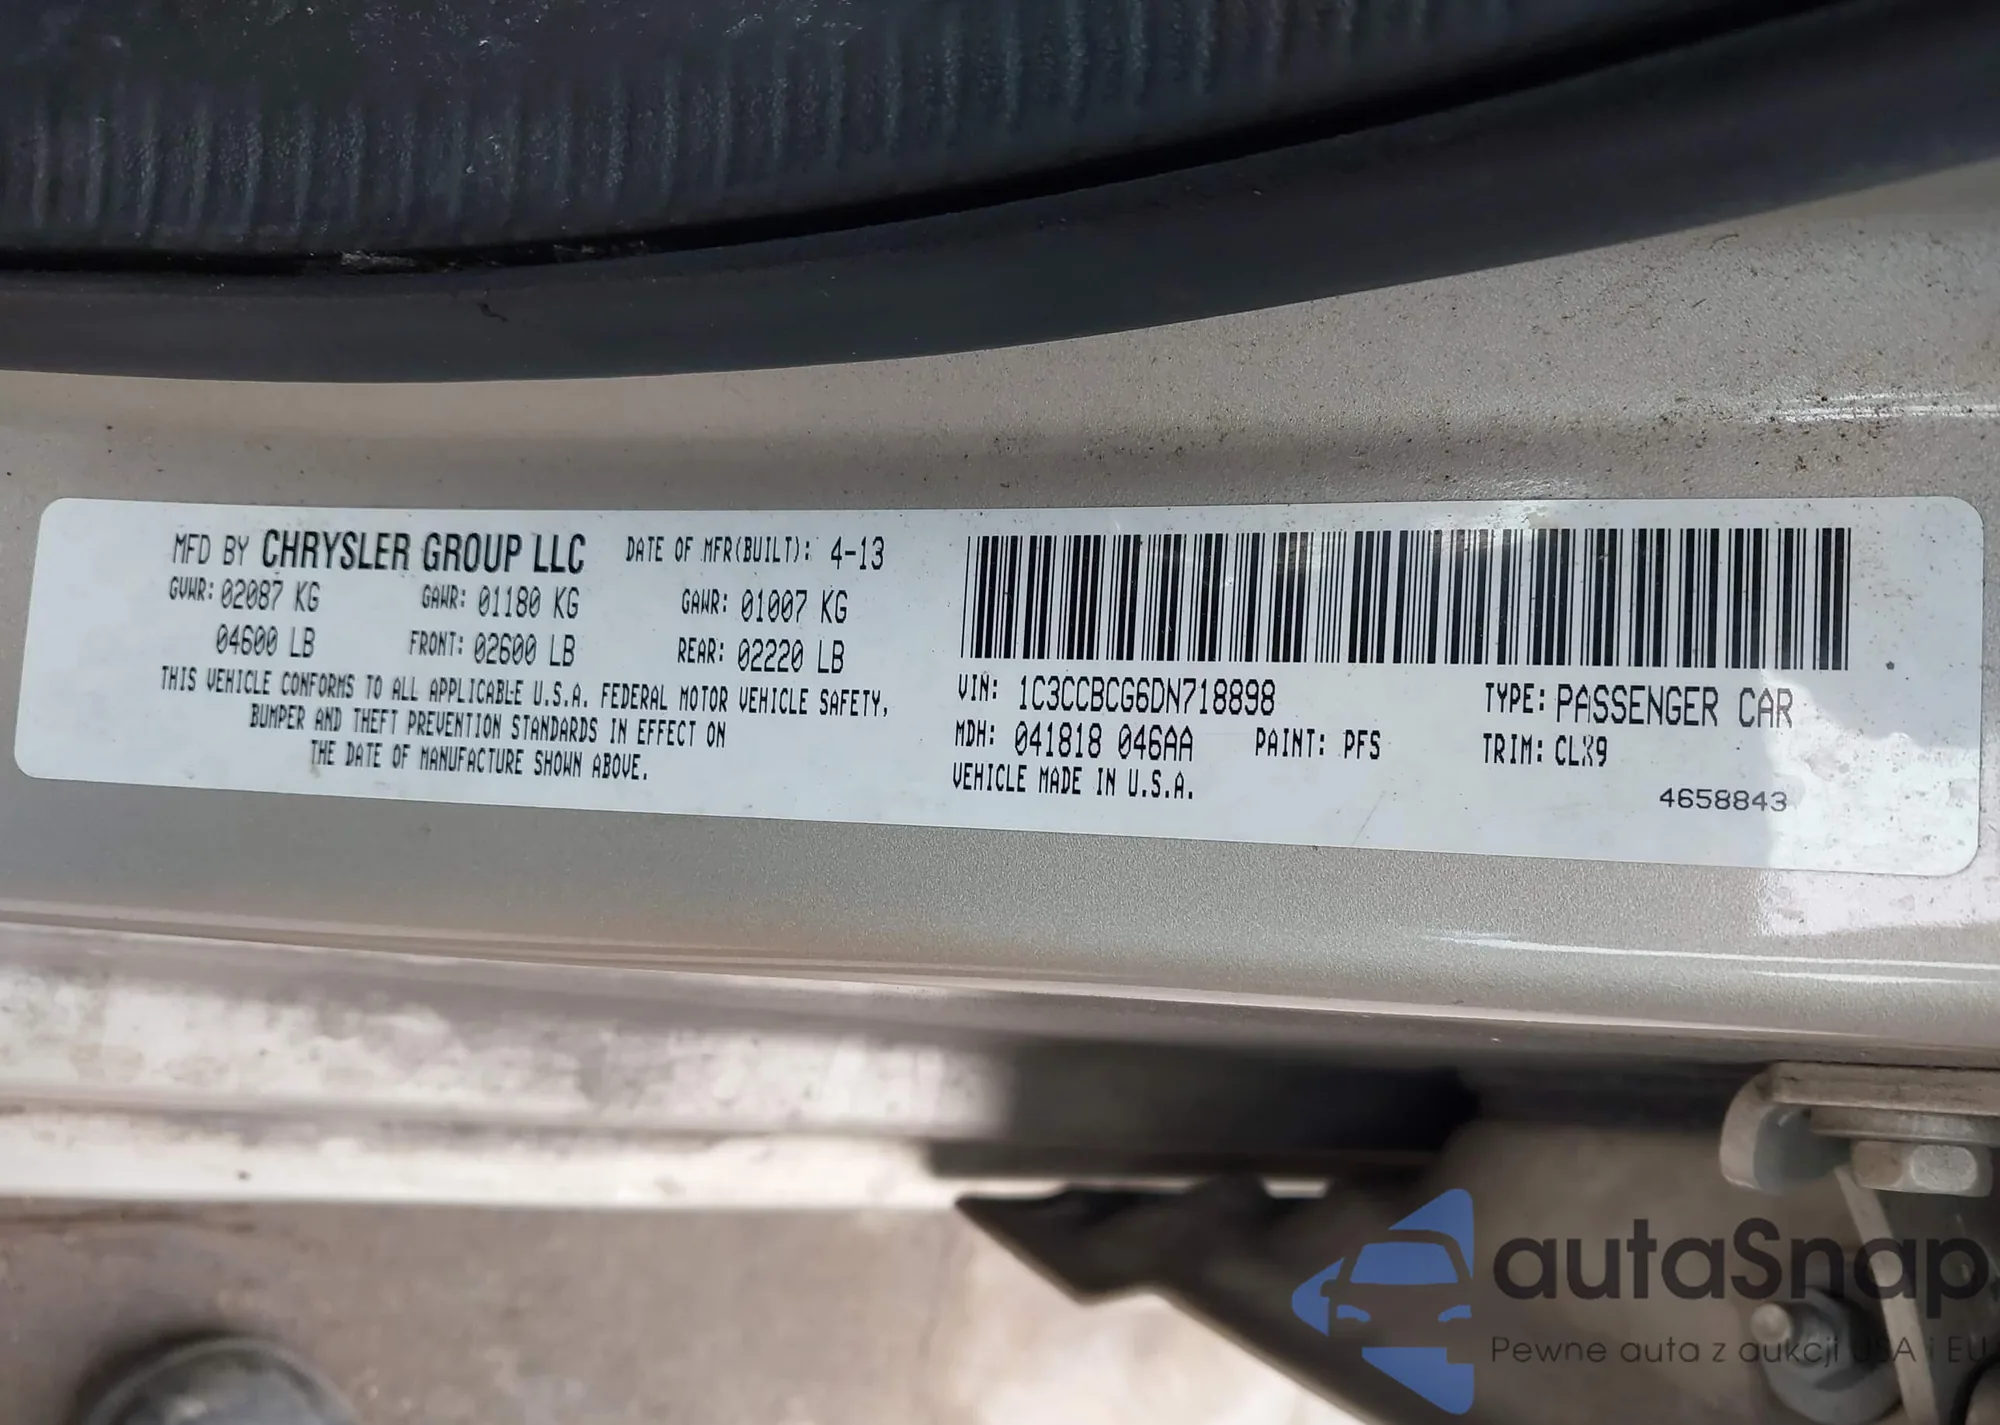 MFD BY CHRYSLER GROUP LLC DATE OF MFR(BUILT): 4-13
GVWR: 02087 KG GAWR: 01180 KG GAWR: 01007 KG
04600 LB FRONT: 02600 LB REAR: 02220 LB
THIS VEHICLE CONFORMS TO ALL APPLICABLE U.S.A. FEDERAL MOTOR VEHICLE SAFETY,
BUMPER AND THEFT PREVENTION STANDARDS IN EFFECT ON
THE DATE OF MANUFACTURE SHOWN ABOVE.
VIN: 1C3CCBCG6DN718898 TYPE: PASSENGER CAR
MDH: 041818 046AA PAINT: PFS TRIM: CLX9
VEHICLE MADE IN U.S.A.
4658843
autaSnap
Pewne auta z aukcji USA i EU